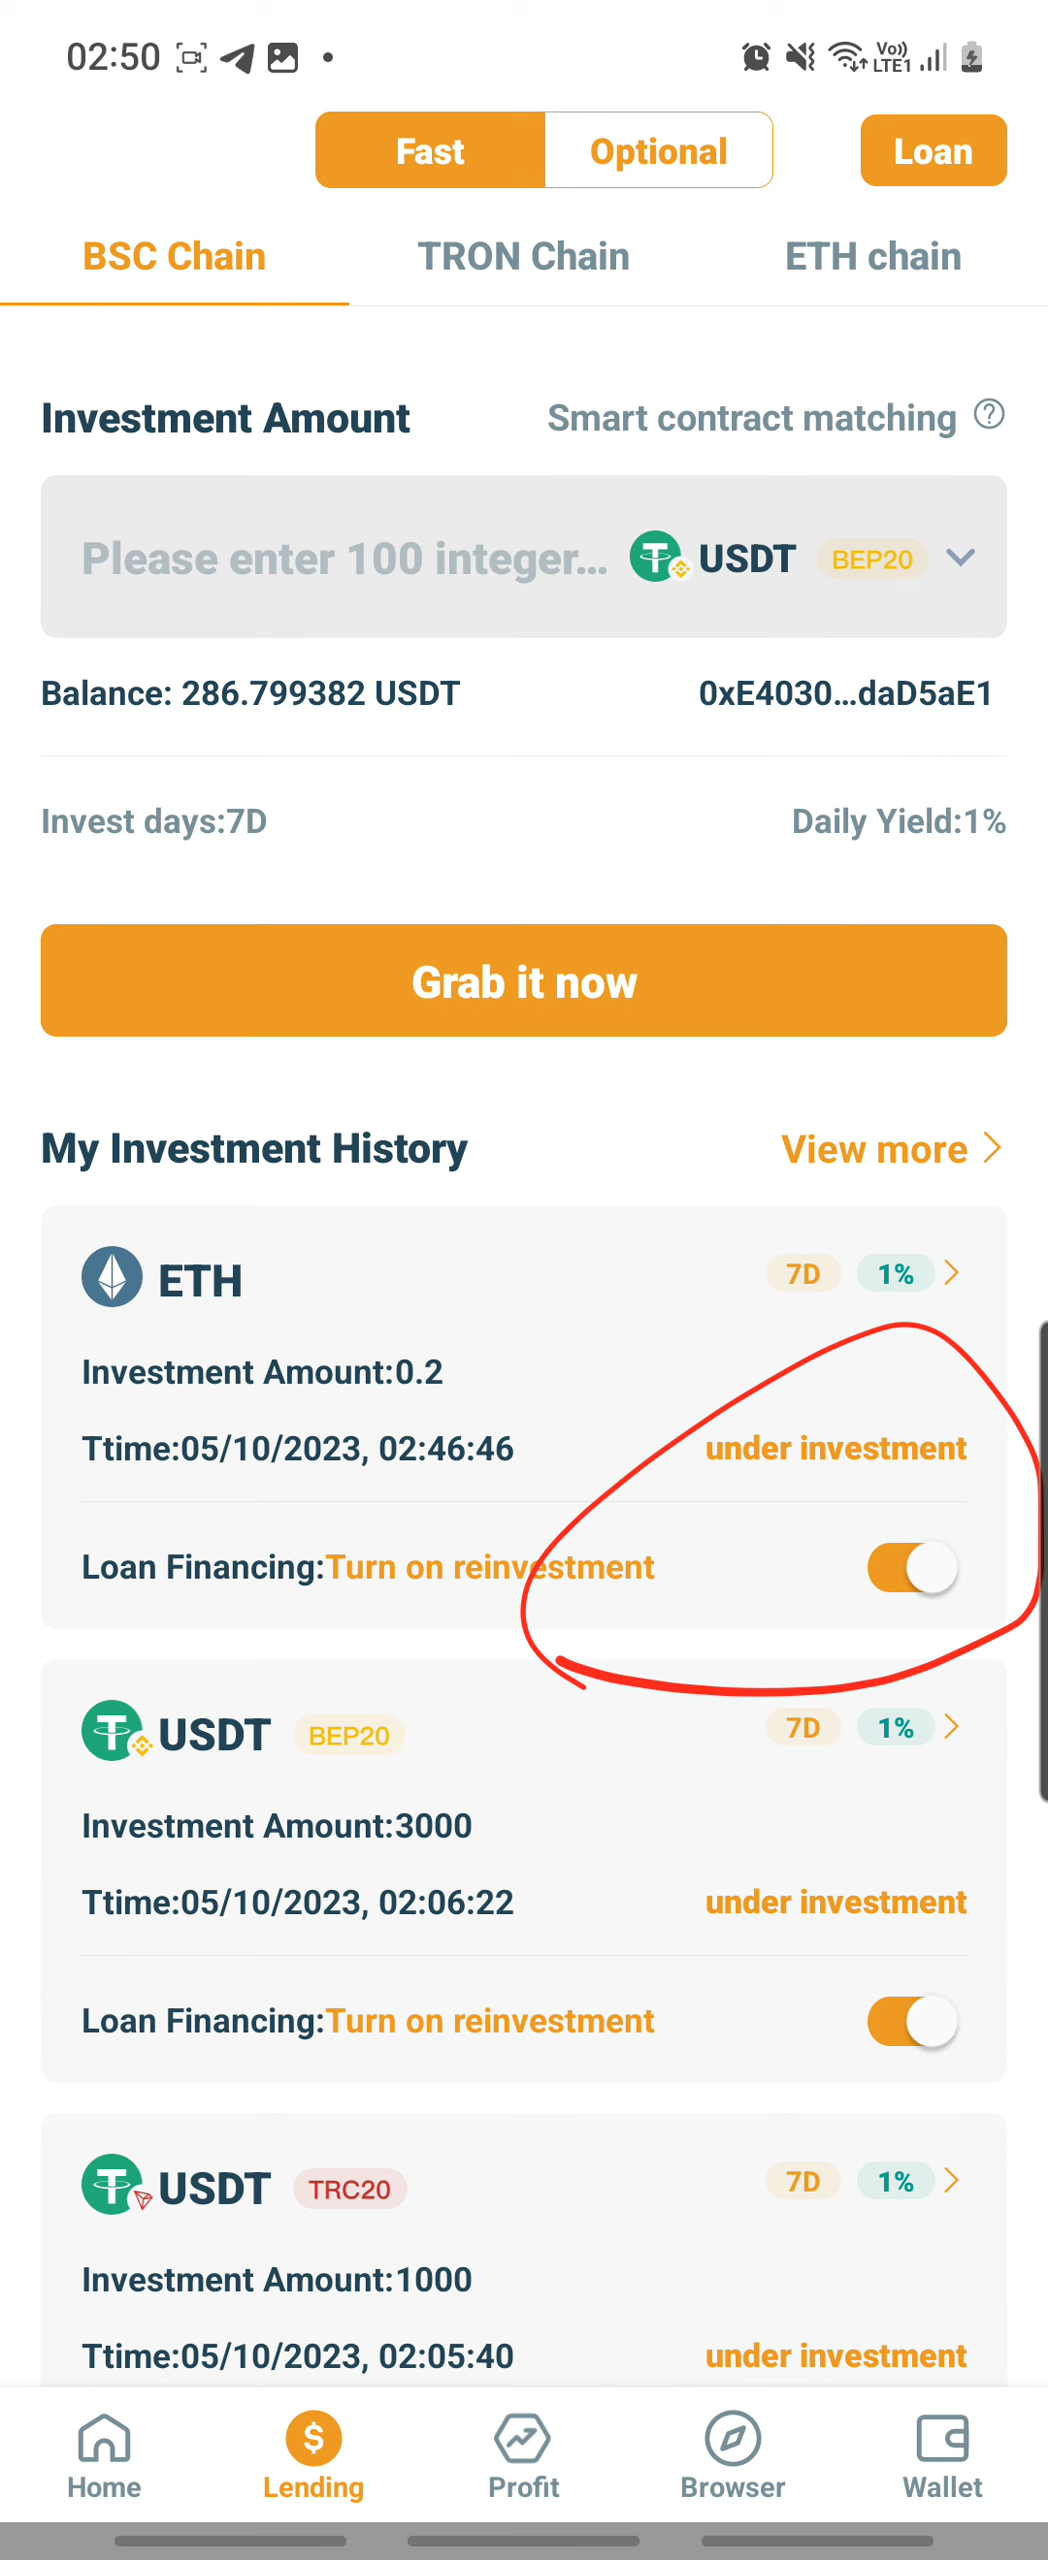 02:50 Vo)) LTE1
Fast Optional Loan
BSC Chain TRON Chain ETH chain
Investment Amount Smart contract matching ?
Please enter 100 integer... USDT BEP20
Balance: 286.799382 USDT 0xE4030...daD5aE1
Invest days:7D Daily Yield:1%
Grab it now
My Investment History View more
ETH 7D 1%
Investment Amount:0.2
Ttime:05/10/2023, 02:46:46 under investment
Loan Financing:Turn on reinvestment
USDT BEP20 7D 1%
Investment Amount:3000
Ttime:05/10/2023, 02:06:22 under investment
Loan Financing:Turn on reinvestment
USDT TRC20 7D 1%
Investment Amount:1000
Ttime:05/10/2023, 02:05:40 under investment
Home Lending Profit Browser Wallet